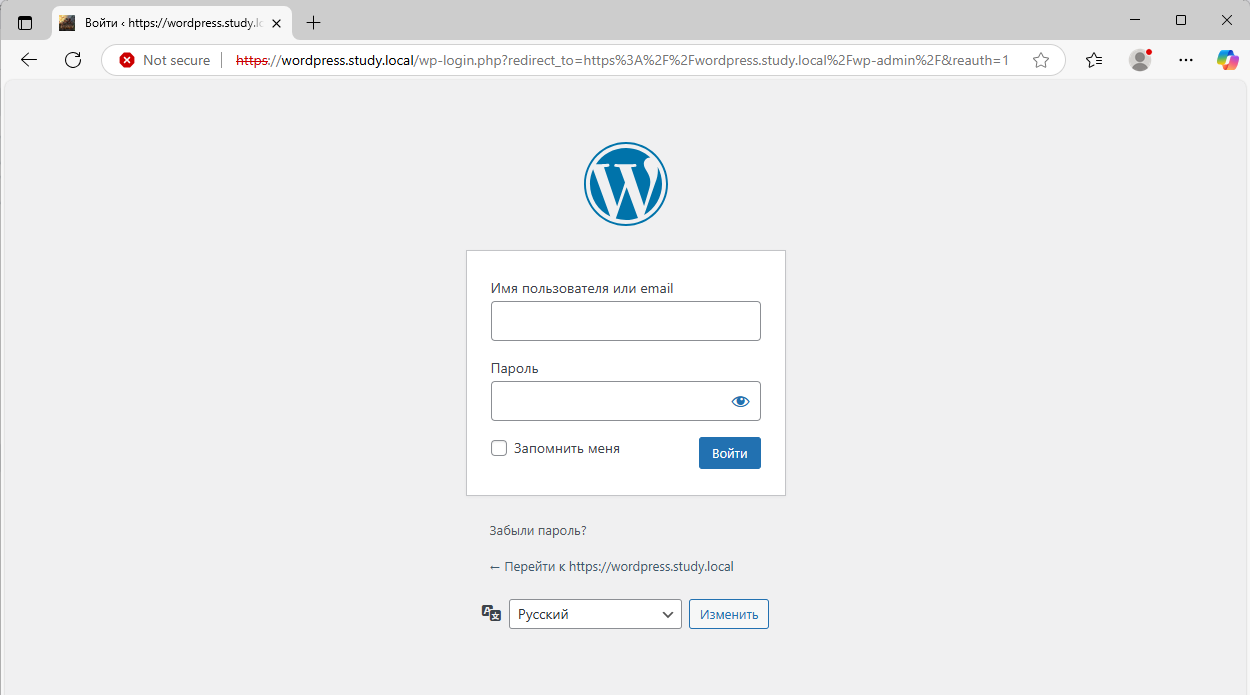 Войти ‹ https://wordpress.study.lo
Not secure
https://wordpress.study.local/wp-login.php?redirect_to=https%3A%2F%2Fwordpress.study.local%2Fwp-admin%2F&reauth=1
Имя пользователя или email
Пароль
Запомнить меня
Войти
Забыли пароль?
← Перейти к https://wordpress.study.local
Русский
Изменить